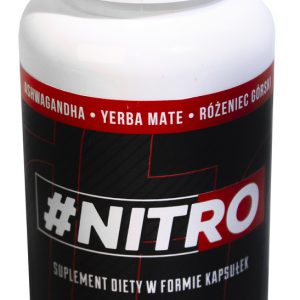 ASHWAGANDHA • YERBA MATE • RÓŻENIEC GÓRSKI
#NITRO
SUPLEMENT DIETY W FORMIE KAPSUŁEK